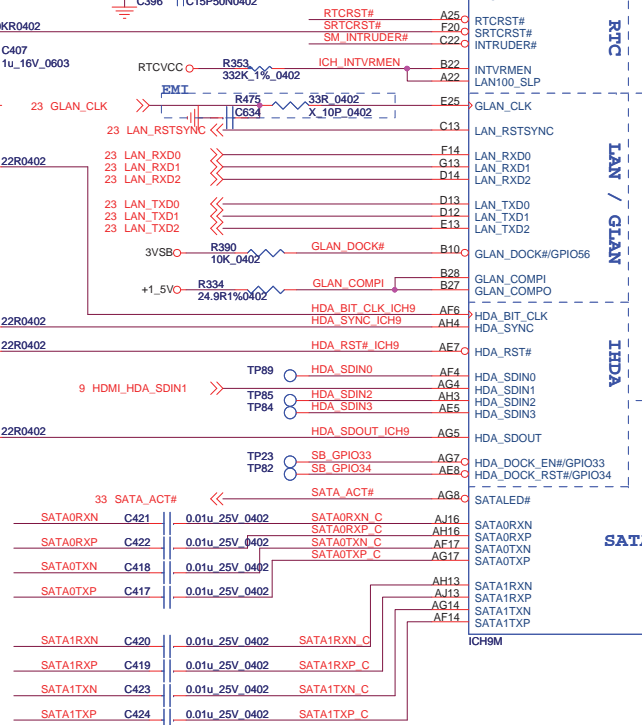 C396 C15P50N0402
RTCRST# A25 RTCRST#
0KR0402 SRTCRST# F20 SRTCRST#
SM_INTRUDER# C22 INTRUDER#
RTC
C407
1u_16V_0603
RTCVCC R353 332K_1%_0402 ICH_INTVRMEN B22 INTVRMEN
A22 LAN100_SLP
EMI
23 GLAN_CLK R475 33R_0402 E25 GLAN_CLK
C634 X_10P_0402
23 LAN_RSTSYNC C13 LAN_RSTSYNC
22R0402
23 LAN_RXD0 F14 LAN_RXD0
23 LAN_RXD1 G13 LAN_RXD1
23 LAN_RXD2 D14 LAN_RXD2
LAN / GLAN
23 LAN_TXD0 D13 LAN_TXD0
23 LAN_TXD1 D12 LAN_TXD1
23 LAN_TXD2 E13 LAN_TXD2
3VSB R390 10K_0402 GLAN_DOCK# B10 GLAN_DOCK#/GPIO56
+1_5V R334 24.9R1%0402 GLAN_COMPI B28 GLAN_COMPI
B27 GLAN_COMPO
HDA_BIT_CLK_ICH9 AF6 HDA_BIT_CLK
22R0402 HDA_SYNC_ICH9 AH4 HDA_SYNC
22R0402 HDA_RST#_ICH9 AE7 HDA_RST#
IHDA
TP89 HDA_SDIN0 AF4 HDA_SDIN0
9 HDMI_HDA_SDIN1 AG4 HDA_SDIN1
TP85 HDA_SDIN2 AH3 HDA_SDIN2
TP84 HDA_SDIN3 AE5 HDA_SDIN3
22R0402 HDA_SDOUT_ICH9 AG5 HDA_SDOUT
TP23 SB_GPIO33 AG7 HDA_DOCK_EN#/GPIO33
TP82 SB_GPIO34 AE8 HDA_DOCK_RST#/GPIO34
33 SATA_ACT# SATA_ACT# AG8 SATALED#
SATA0RXN C421 0.01u_25V_0402 SATA0RXN_C AJ16 SATA0RXN
SATA0RXP C422 0.01u_25V_0402 SATA0RXP_C AH16 SATA0RXP
SATA0TXN C418 0.01u_25V_0402 SATA0TXN_C AF17 SATA0TXN
SATA0TXP C417 0.01u_25V_0402 SATA0TXP_C AG17 SATA0TXP
AH13 SATA1RXN
AJ13 SATA1RXP
AG14 SATA1TXN
AF14 SATA1TXP
ICH9M
SATA1RXN C420 0.01u_25V_0402 SATA1RXN_C
SATA1RXP C419 0.01u_25V_0402 SATA1RXP_C
SATA1TXN C423 0.01u_25V_0402 SATA1TXN_C
SATA1TXP C424 0.01u_25V_0402 SATA1TXP_C